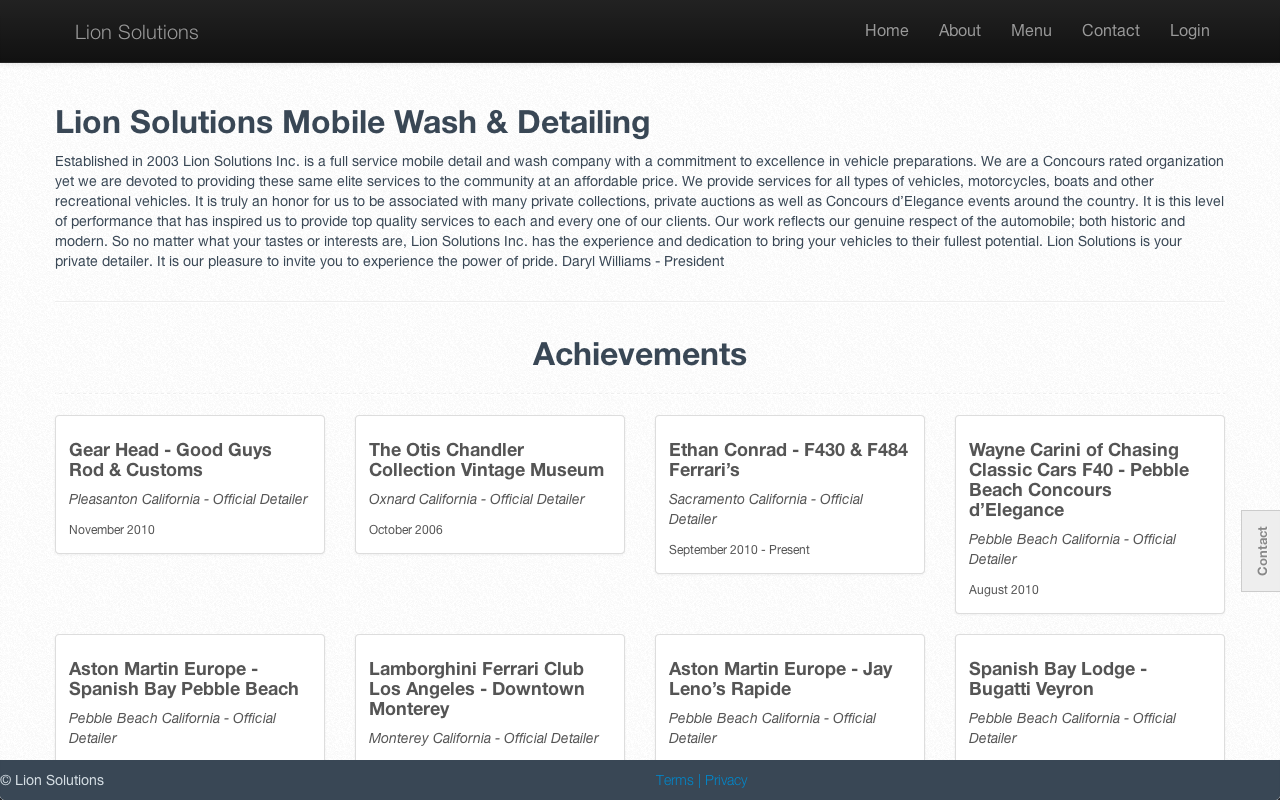 Lion Solutions
Home About Menu Contact Login
Lion Solutions Mobile Wash & Detailing
Established in 2003 Lion Solutions Inc. is a full service mobile detail and wash company with a commitment to excellence in vehicle preparations. We are a Concours rated organization
yet we are devoted to providing these same elite services to the community at an affordable price. We provide services for all types of vehicles, motorcycles, boats and other
recreational vehicles. It is truly an honor for us to be associated with many private collections, private auctions as well as Concours d’Elegance events around the country. It is this level
of performance that has inspired us to provide top quality services to each and every one of our clients. Our work reflects our genuine respect of the automobile; both historic and
modern. So no matter what your tastes or interests are, Lion Solutions Inc. has the experience and dedication to bring your vehicles to their fullest potential. Lion Solutions is your
private detailer. It is our pleasure to invite you to experience the power of pride. Daryl Williams - President
Achievements
Gear Head - Good Guys
Rod & Customs
Pleasanton California - Official Detailer
November 2010
The Otis Chandler
Collection Vintage Museum
Oxnard California - Official Detailer
October 2006
Ethan Conrad - F430 & F484
Ferrari’s
Sacramento California - Official
Detailer
September 2010 - Present
Wayne Carini of Chasing
Classic Cars F40 - Pebble
Beach Concours
d’Elegance
Pebble Beach California - Official
Detailer
August 2010
Contact
Aston Martin Europe -
Spanish Bay Pebble Beach
Pebble Beach California - Official
Detailer
Lamborghini Ferrari Club
Los Angeles - Downtown
Monterey
Monterey California - Official Detailer
Aston Martin Europe - Jay
Leno’s Rapide
Pebble Beach California - Official
Detailer
Spanish Bay Lodge -
Bugatti Veyron
Pebble Beach California - Official
Detailer
© Lion Solutions
Terms | Privacy